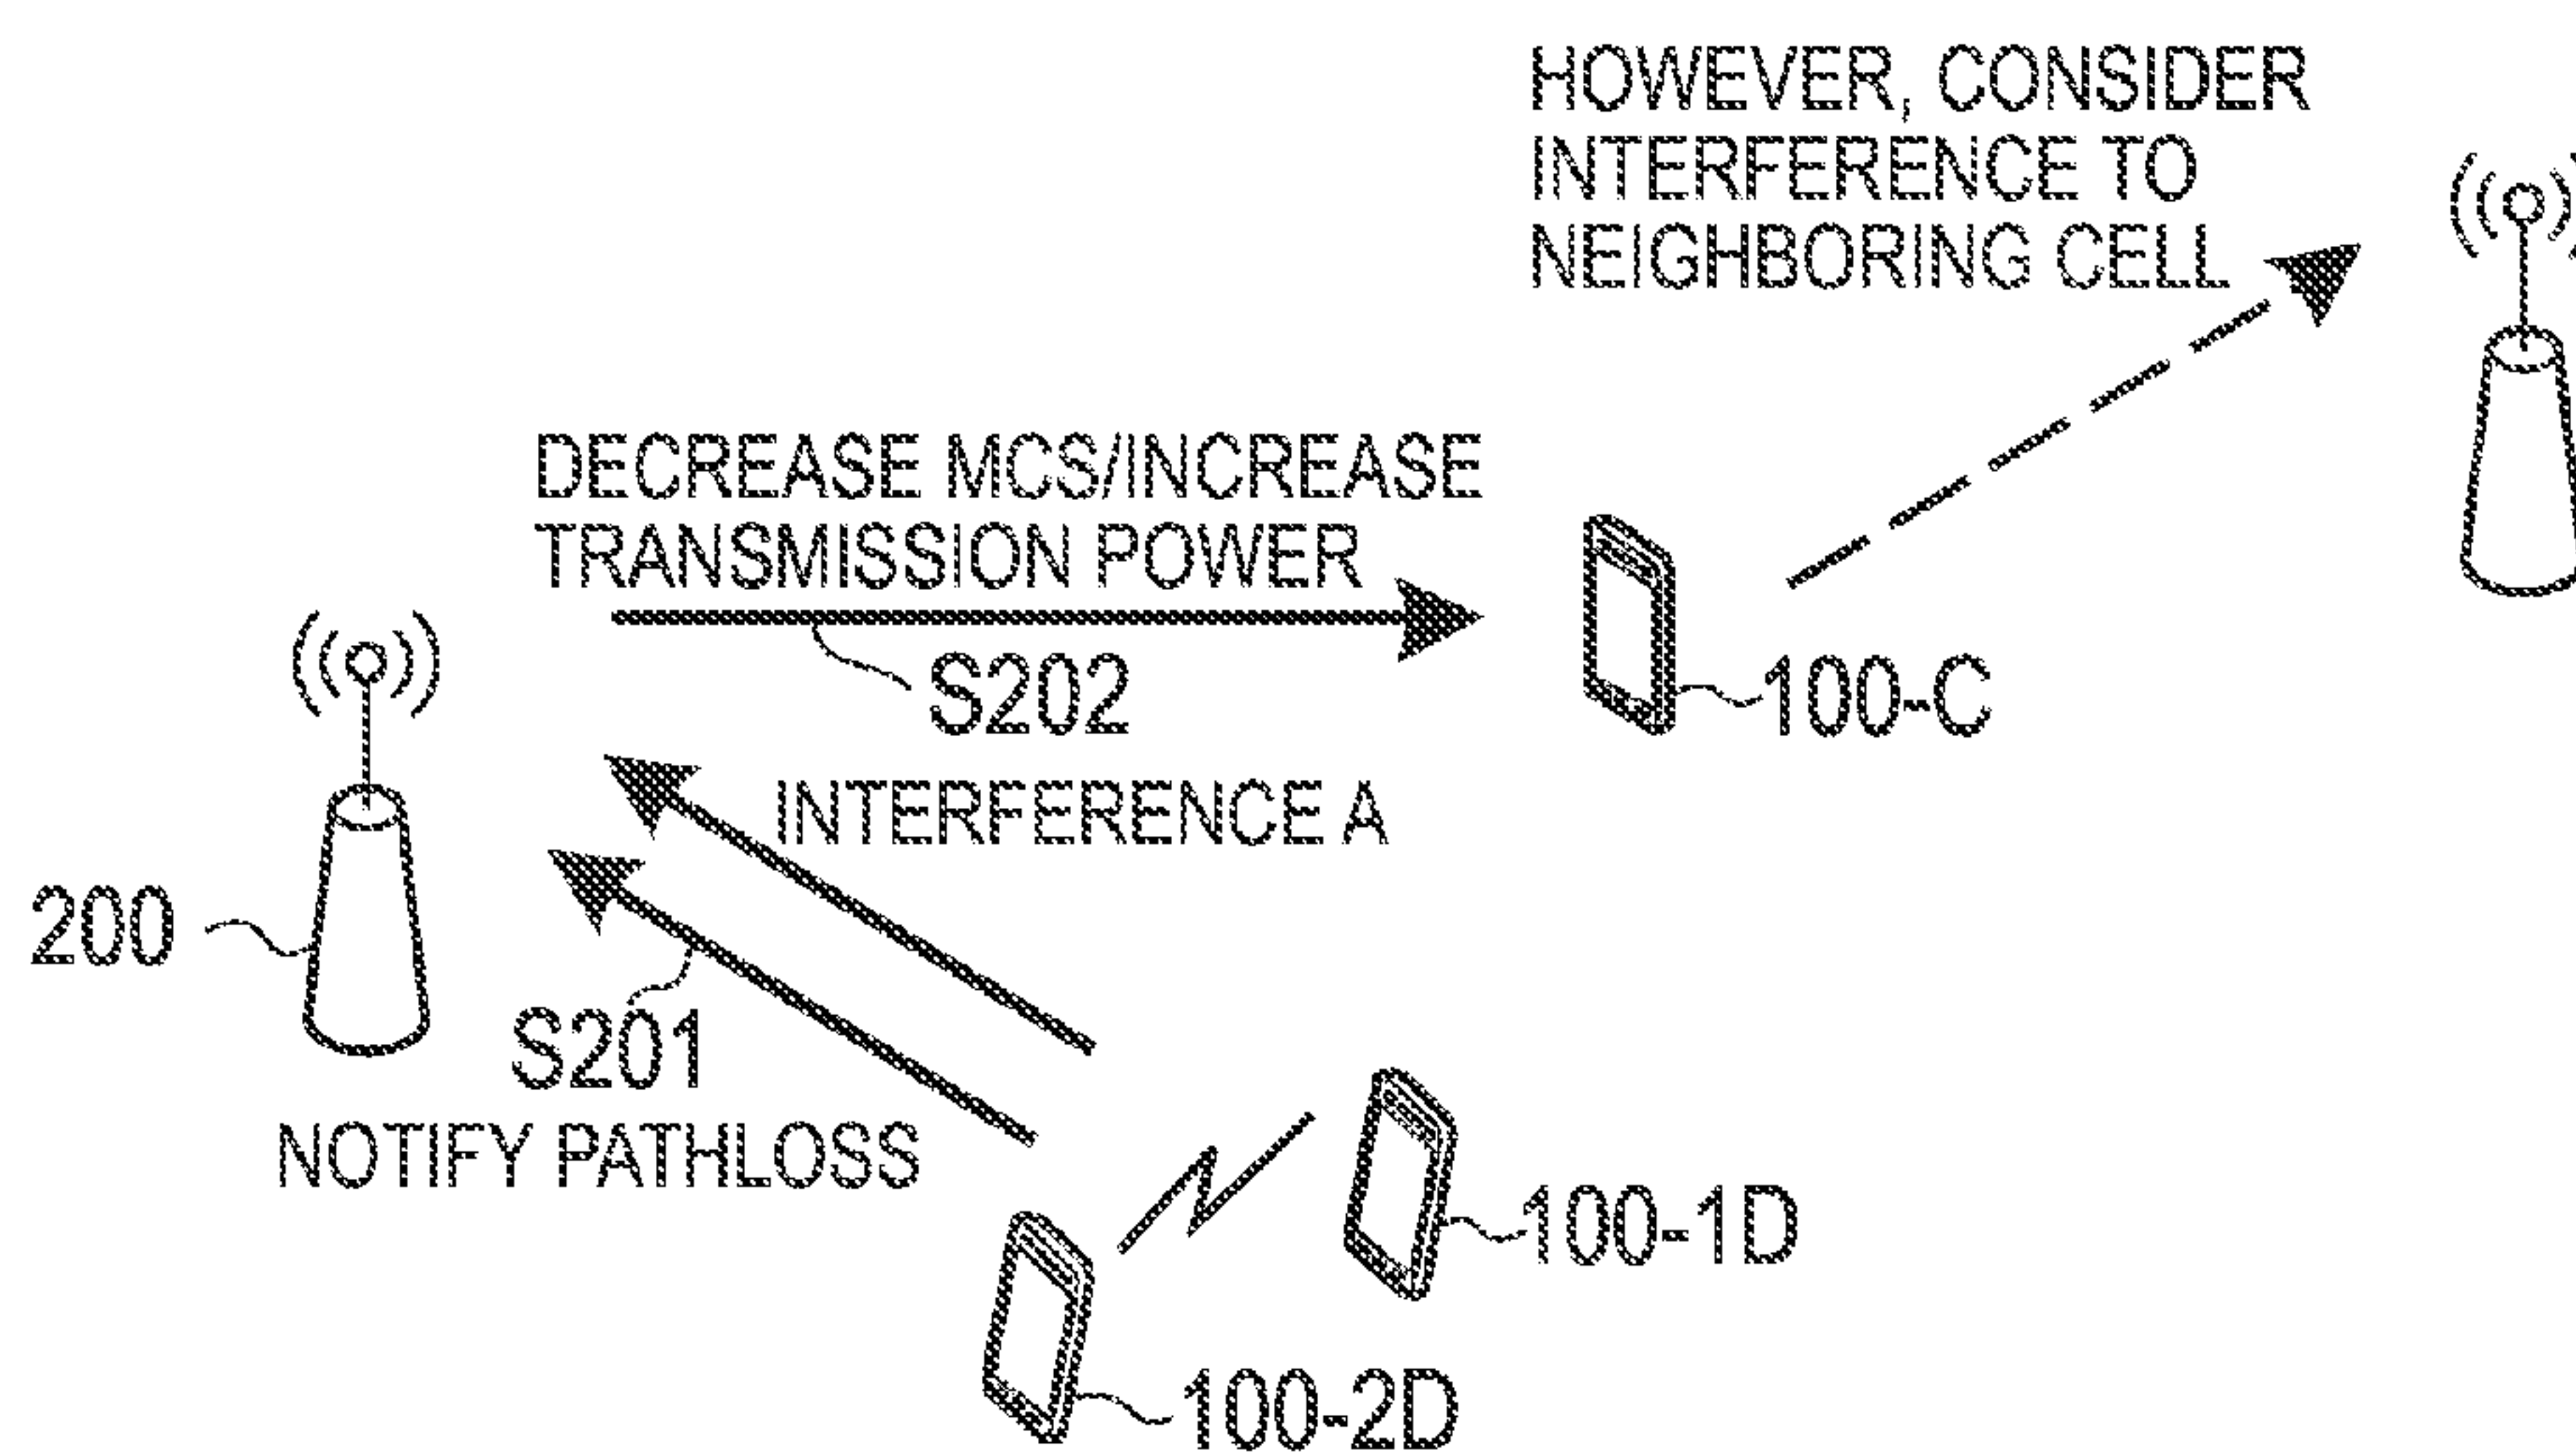 HOWEVER, CONSIDER
INTERFERENCE TO
NEIGHBORING CELL
DECREASE MCS/INCREASE
TRANSMISSION POWER
S202
100-C
INTERFERENCE A
200
S201
NOTIFY PATHLOSS
100-1D
100-2D